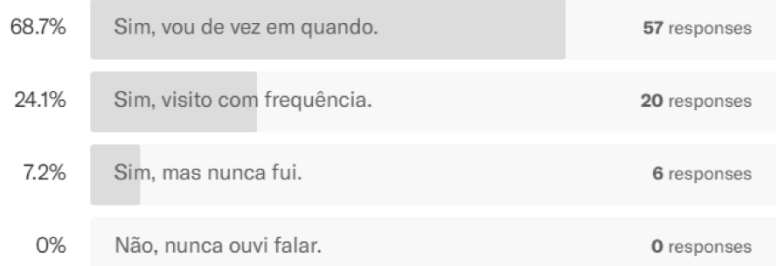 68.7% Sim, vou de vez em quando. 57 responses
24.1% Sim, visito com frequência. 20 responses
7.2% Sim, mas nunca fui. 6 responses
0% Não, nunca ouvi falar. 0 responses